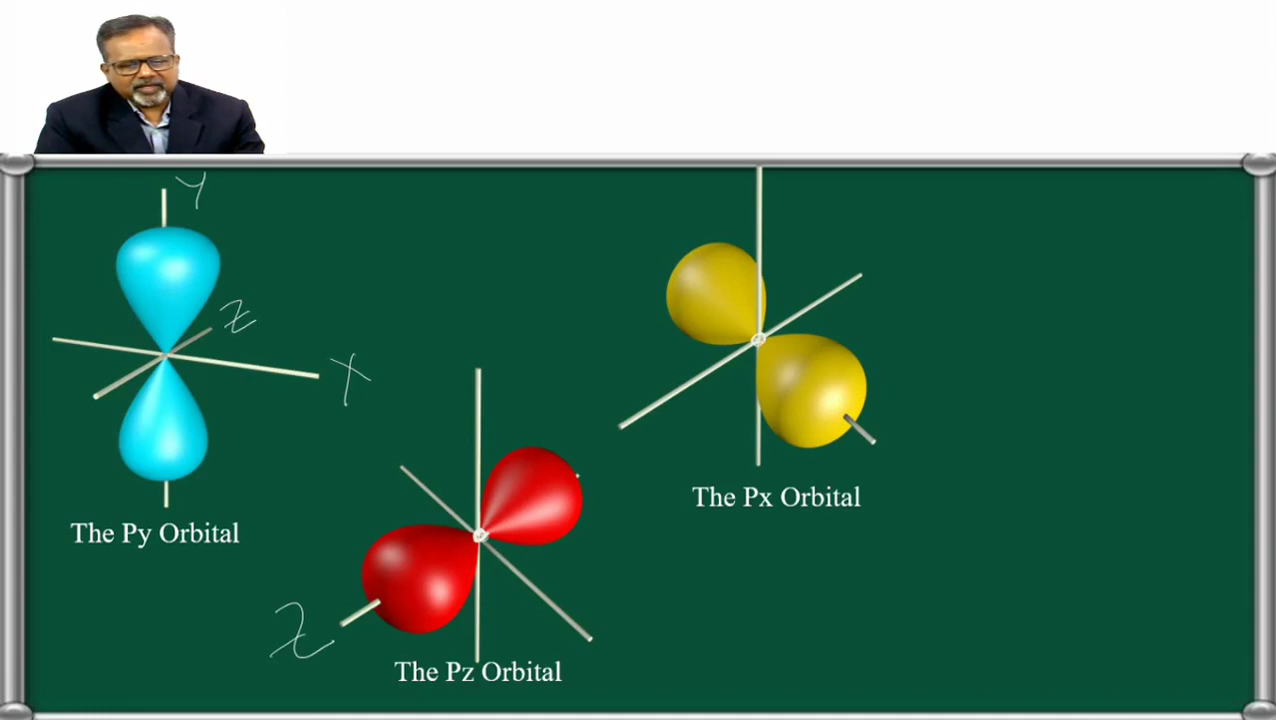 Y
Z
X
The Py Orbital
Z
The Pz Orbital
The Px Orbital